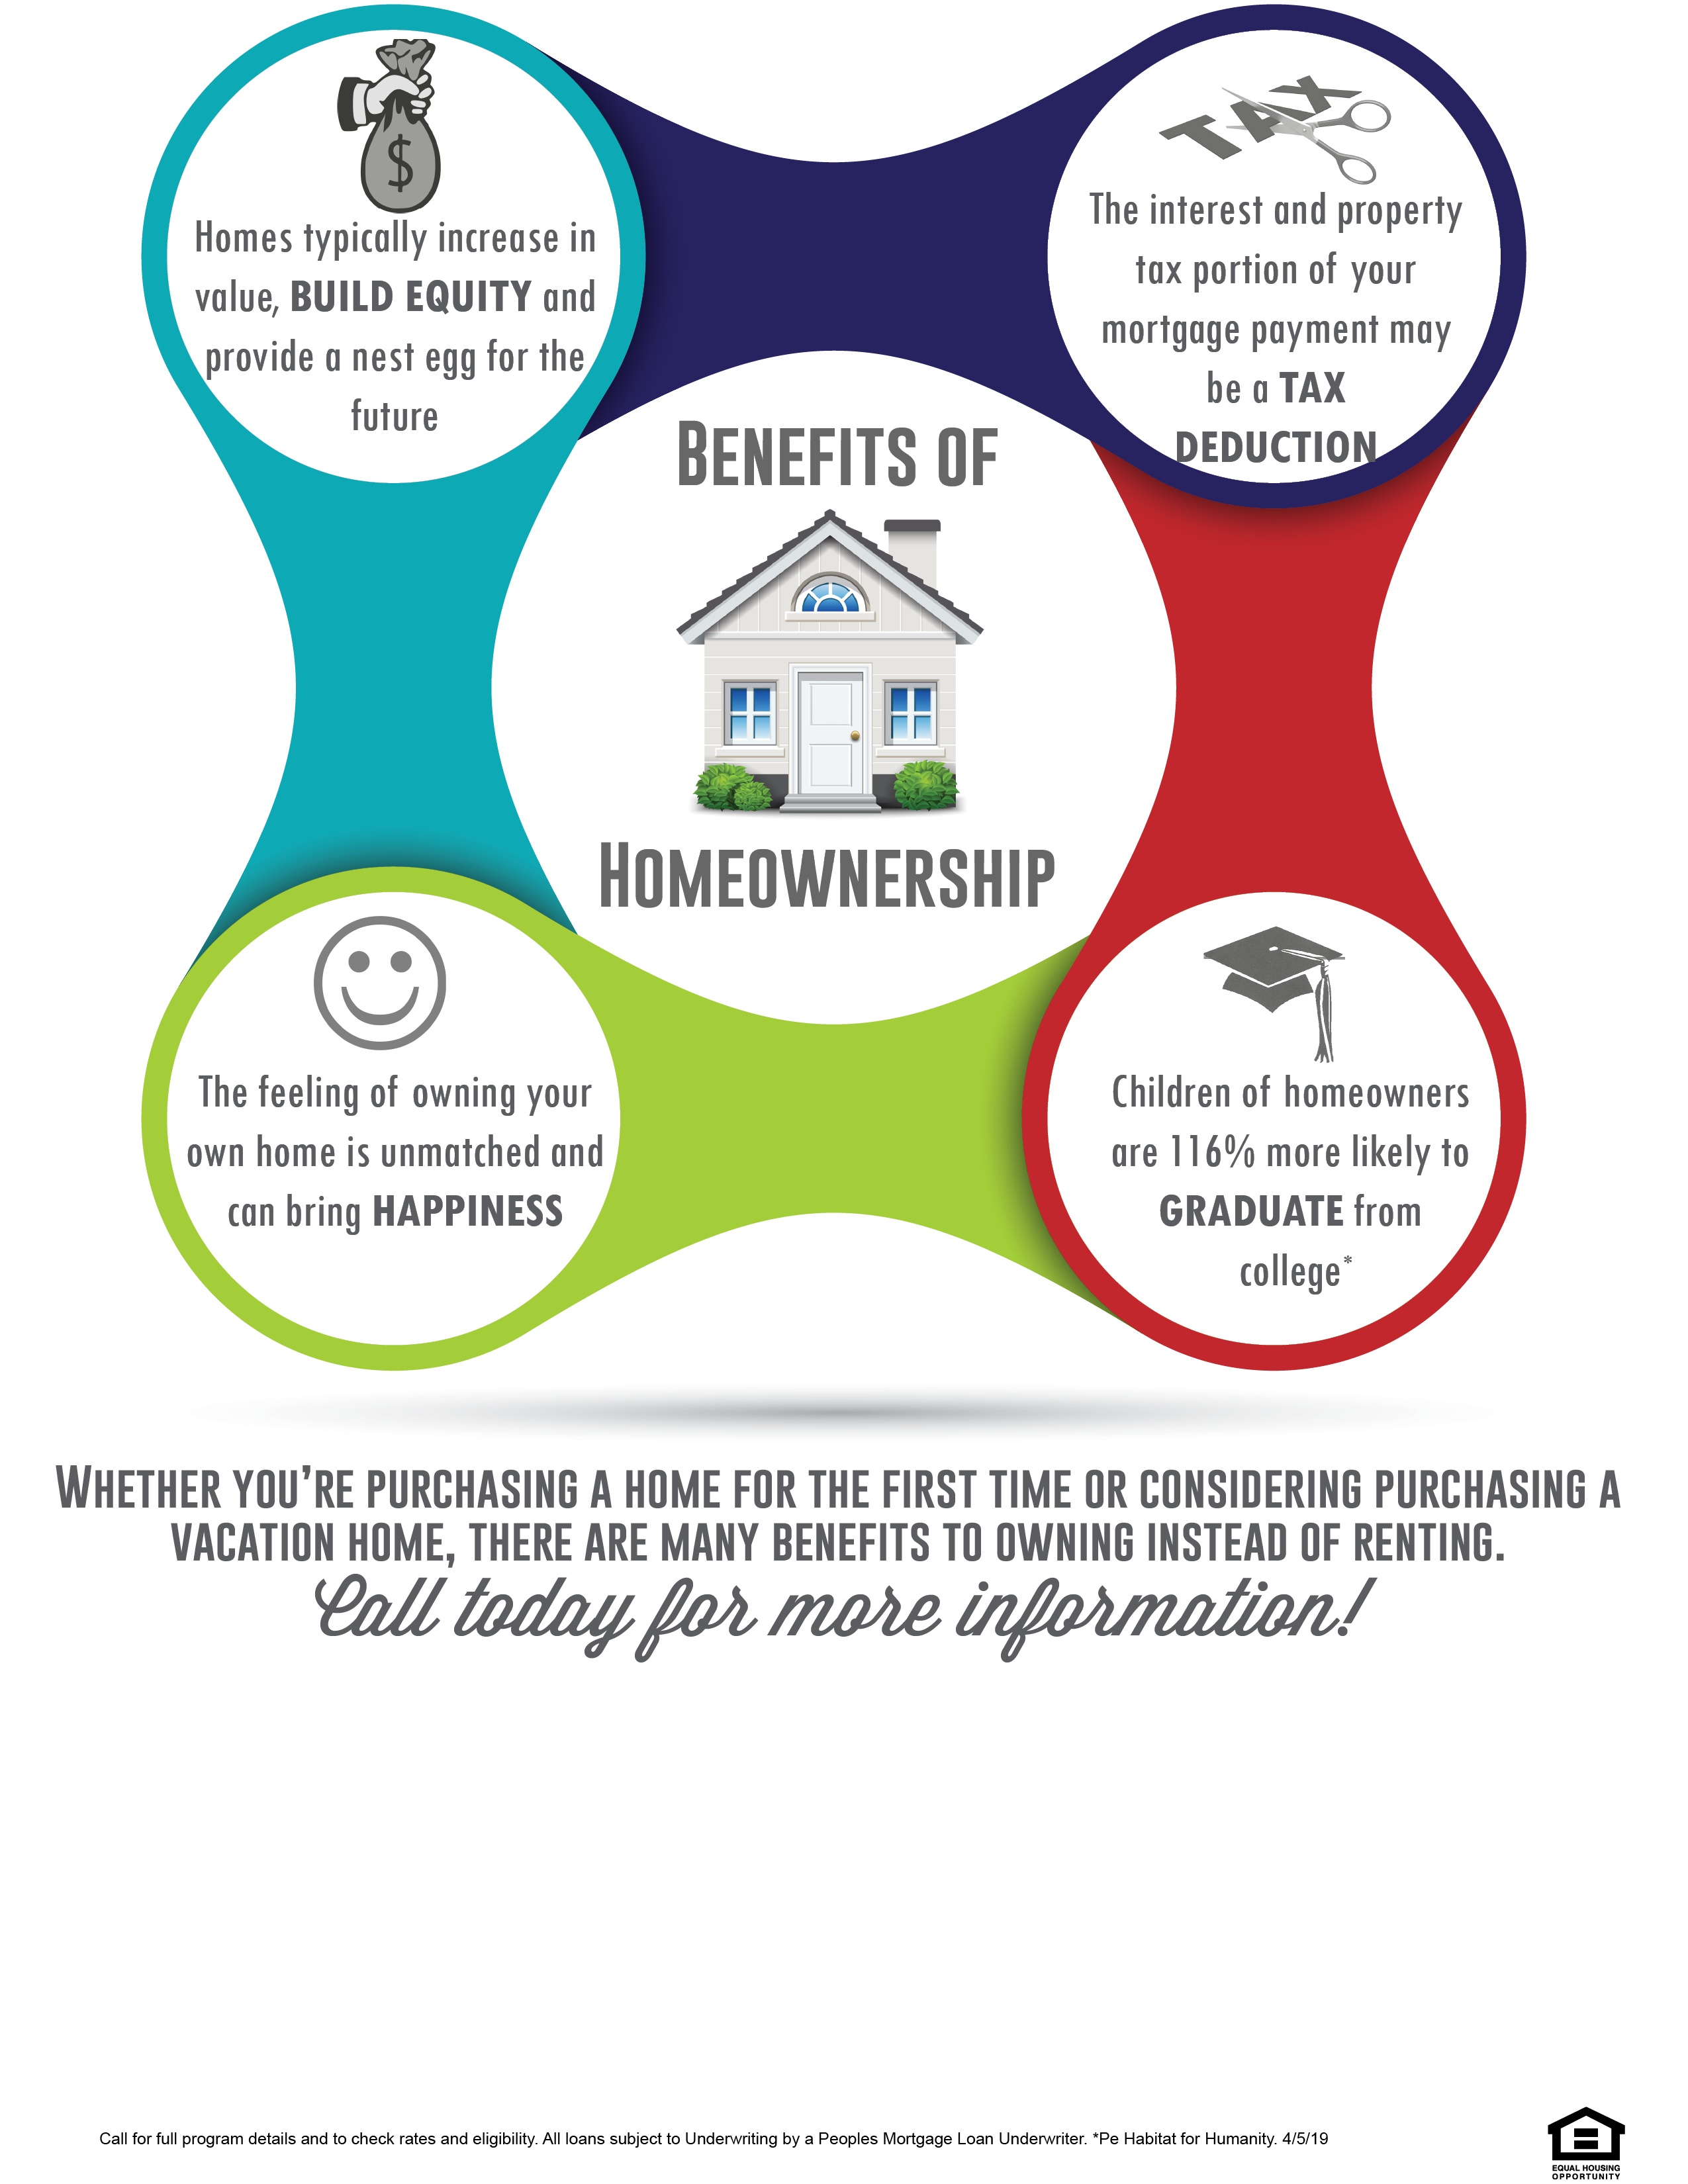 $
Homes typically increase in
value, BUILD EQUITY and
provide a nest egg for the
future
TAX
The interest and property
tax portion of your
mortgage payment may
be a TAX
DEDUCTION
BENEFITS OF
HOMEOWNERSHIP
The feeling of owning your
own home is unmatched and
can bring HAPPINESS
Children of homeowners
are 116% more likely to
GRADUATE from
college*
WHETHER YOU'RE PURCHASING A HOME FOR THE FIRST TIME OR CONSIDERING PURCHASING A
VACATION HOME, THERE ARE MANY BENEFITS TO OWNING INSTEAD OF RENTING.
Call today for more information!
Call for full program details and to check rates and eligibility. All loans subject to Underwriting by a Peoples Mortgage Loan Underwriter. *Pe Habitat for Humanity. 4/5/19
EQUAL HOUSING
OPPORTUNITY